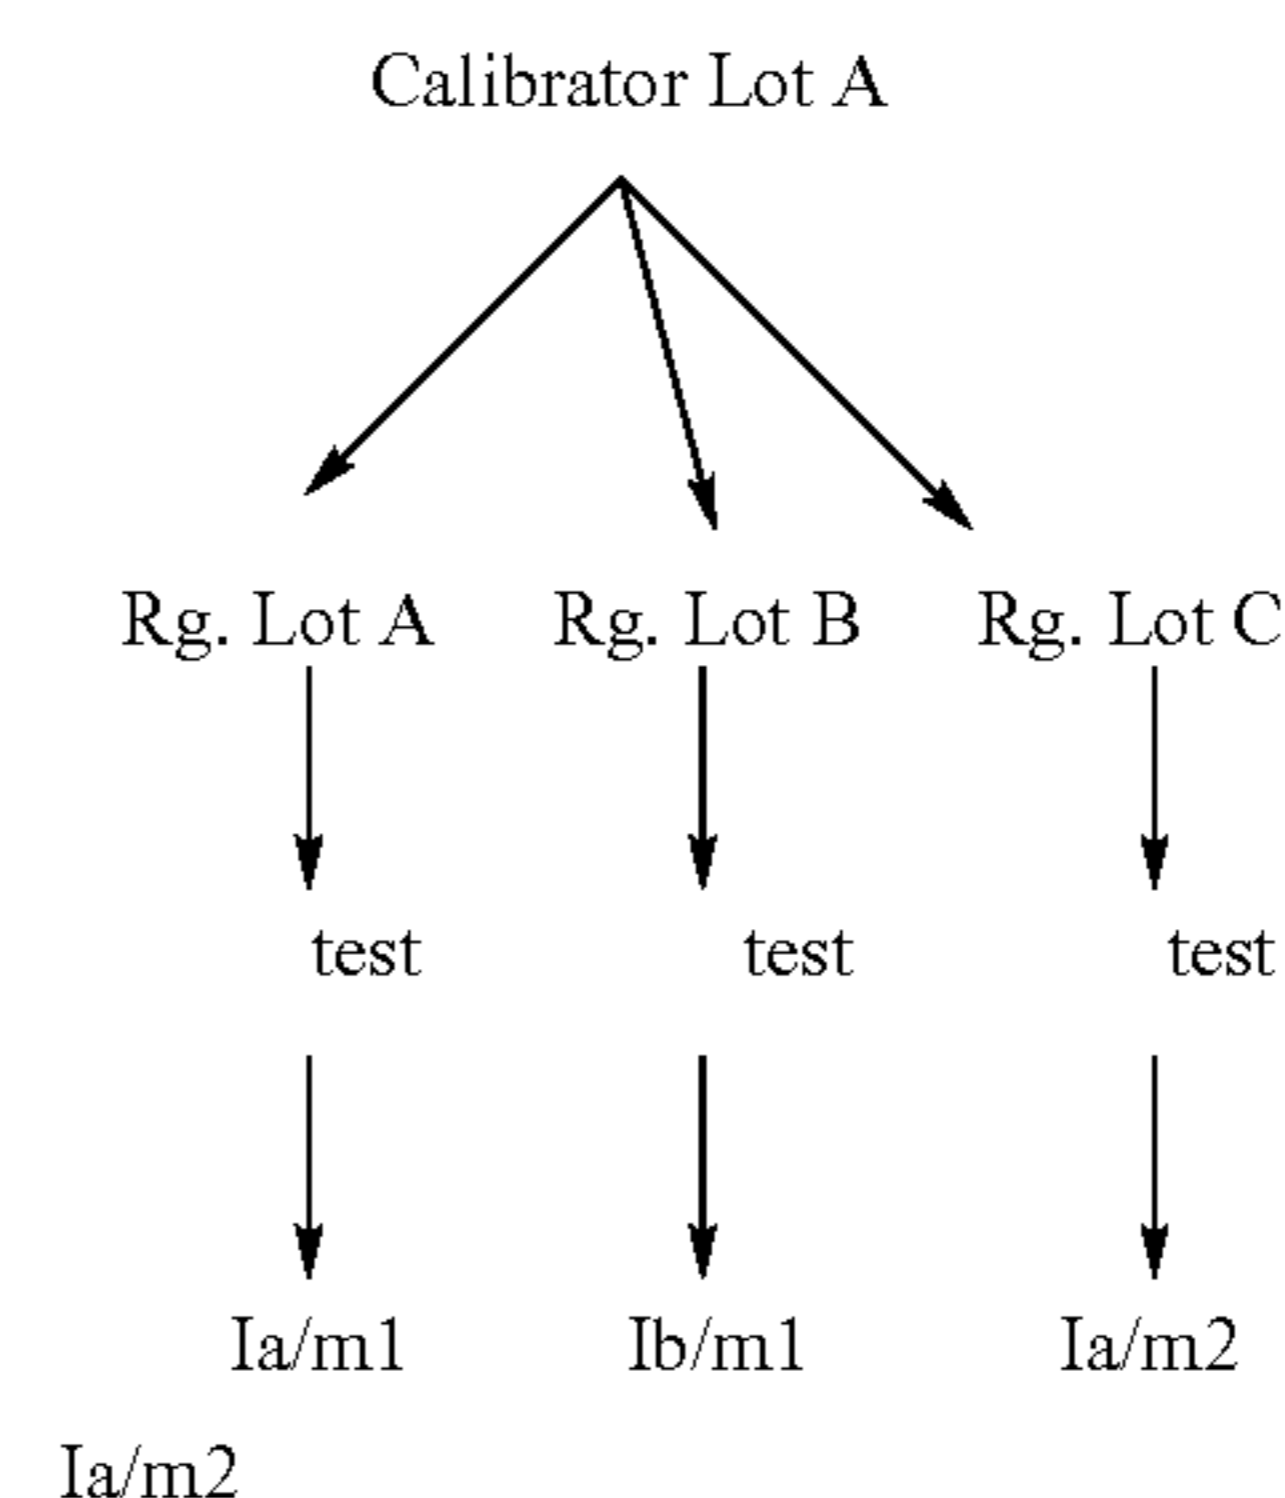 Calibrator Lot A
Rg. Lot A Rg. Lot B Rg. Lot C
test test test
Ia/m1 Ib/m1 Ia/m2
Ia/m2